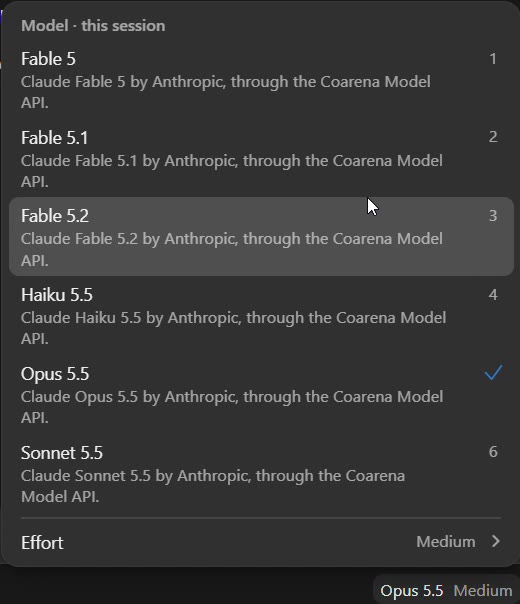 Model · this session
Fable 5 1
Claude Fable 5 by Anthropic, through the Coarena Model
API.
Fable 5.1 2
Claude Fable 5.1 by Anthropic, through the Coarena Model
API.
Fable 5.2 3
Claude Fable 5.2 by Anthropic, through the Coarena Model
API.
Haiku 5.5 4
Claude Haiku 5.5 by Anthropic, through the Coarena Model
API.
Opus 5.5
Claude Opus 5.5 by Anthropic, through the Coarena Model
API.
Sonnet 5.5 6
Claude Sonnet 5.5 by Anthropic, through the Coarena
Model API.
Effort Medium
Opus 5.5 Medium